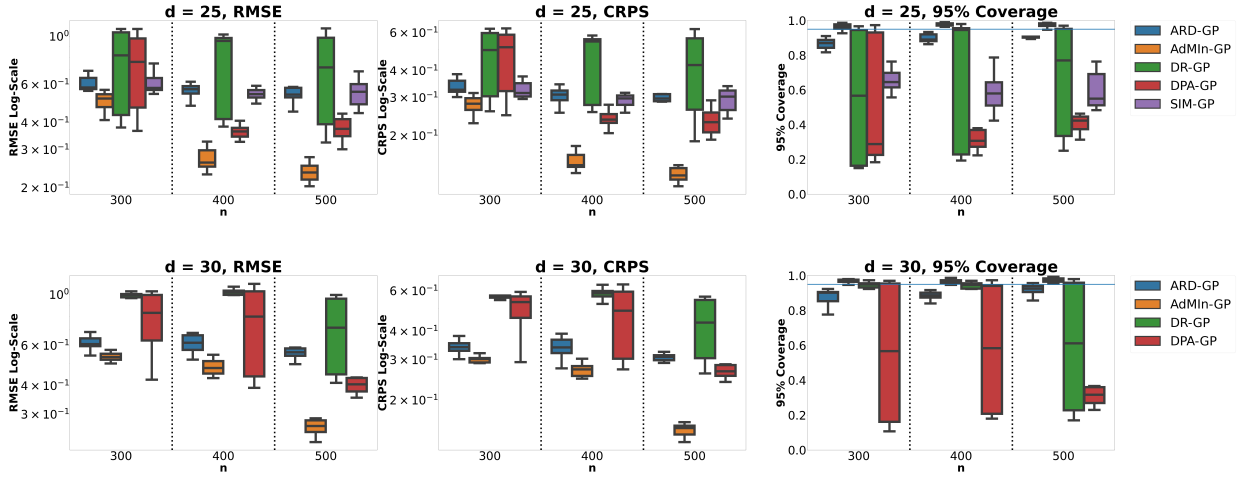 d = 25, RMSE
RMSE Log-Scale
10⁰
6 × 10⁻¹
4 × 10⁻¹
3 × 10⁻¹
2 × 10⁻¹
300
400
500
n
d = 25, CRPS
CRPS Log-Scale
6 × 10⁻¹
4 × 10⁻¹
3 × 10⁻¹
2 × 10⁻¹
300
400
500
n
d = 25, 95% Coverage
95% Coverage
1.0
0.8
0.6
0.4
0.2
0.0
300
400
500
n
ARD-GP
AdMIn-GP
DR-GP
DPA-GP
SIM-GP
d = 30, RMSE
RMSE Log-Scale
10⁰
6 × 10⁻¹
4 × 10⁻¹
3 × 10⁻¹
300
400
500
n
d = 30, CRPS
CRPS Log-Scale
6 × 10⁻¹
4 × 10⁻¹
3 × 10⁻¹
2 × 10⁻¹
300
400
500
n
d = 30, 95% Coverage
95% Coverage
1.0
0.8
0.6
0.4
0.2
0.0
300
400
500
n
ARD-GP
AdMIn-GP
DR-GP
DPA-GP